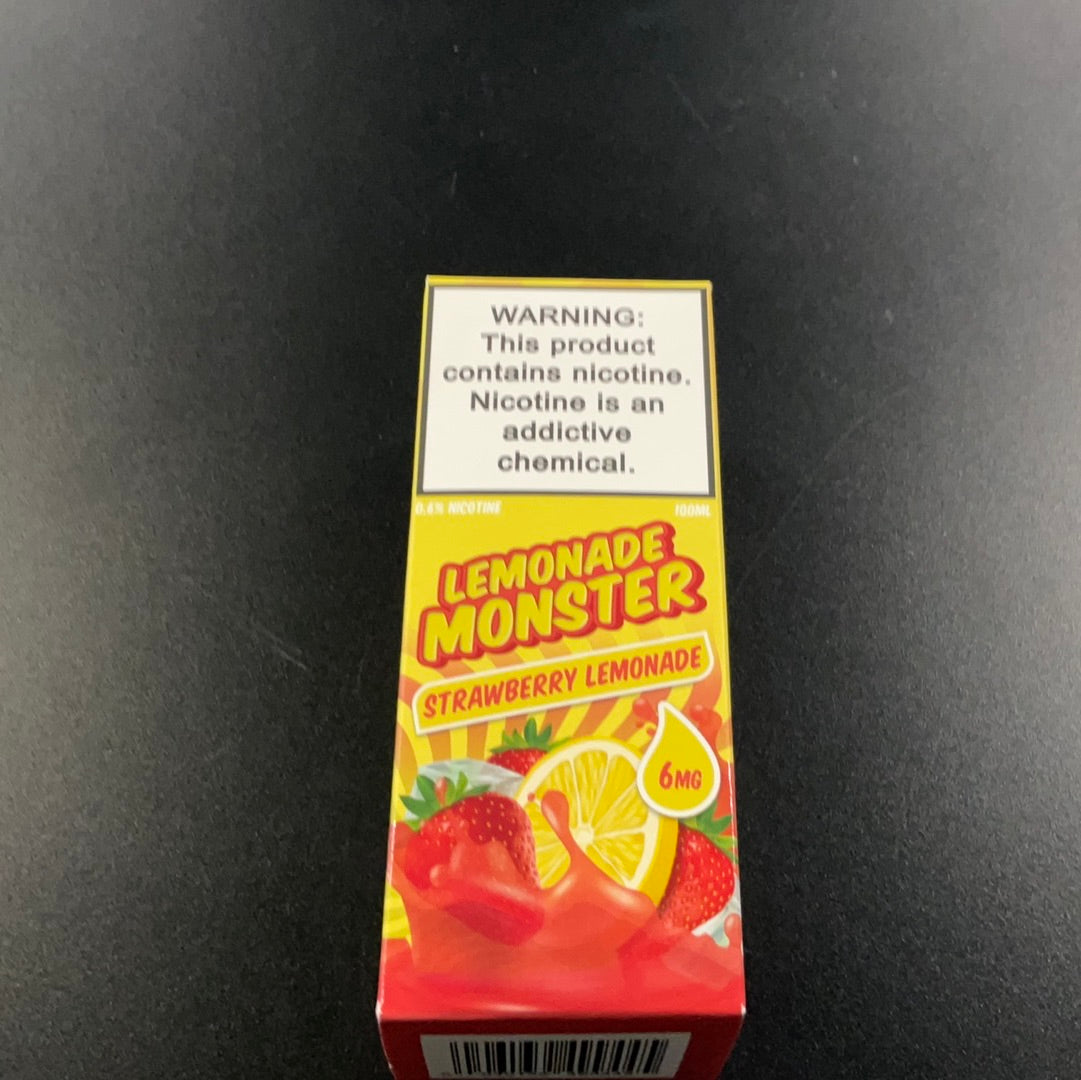 WARNING:
This product
contains nicotine.
Nicotine is an
addictive
chemical.
0.6% NICOTINE 100ML
LEMONADE
MONSTER
STRAWBERRY LEMONADE
6MG